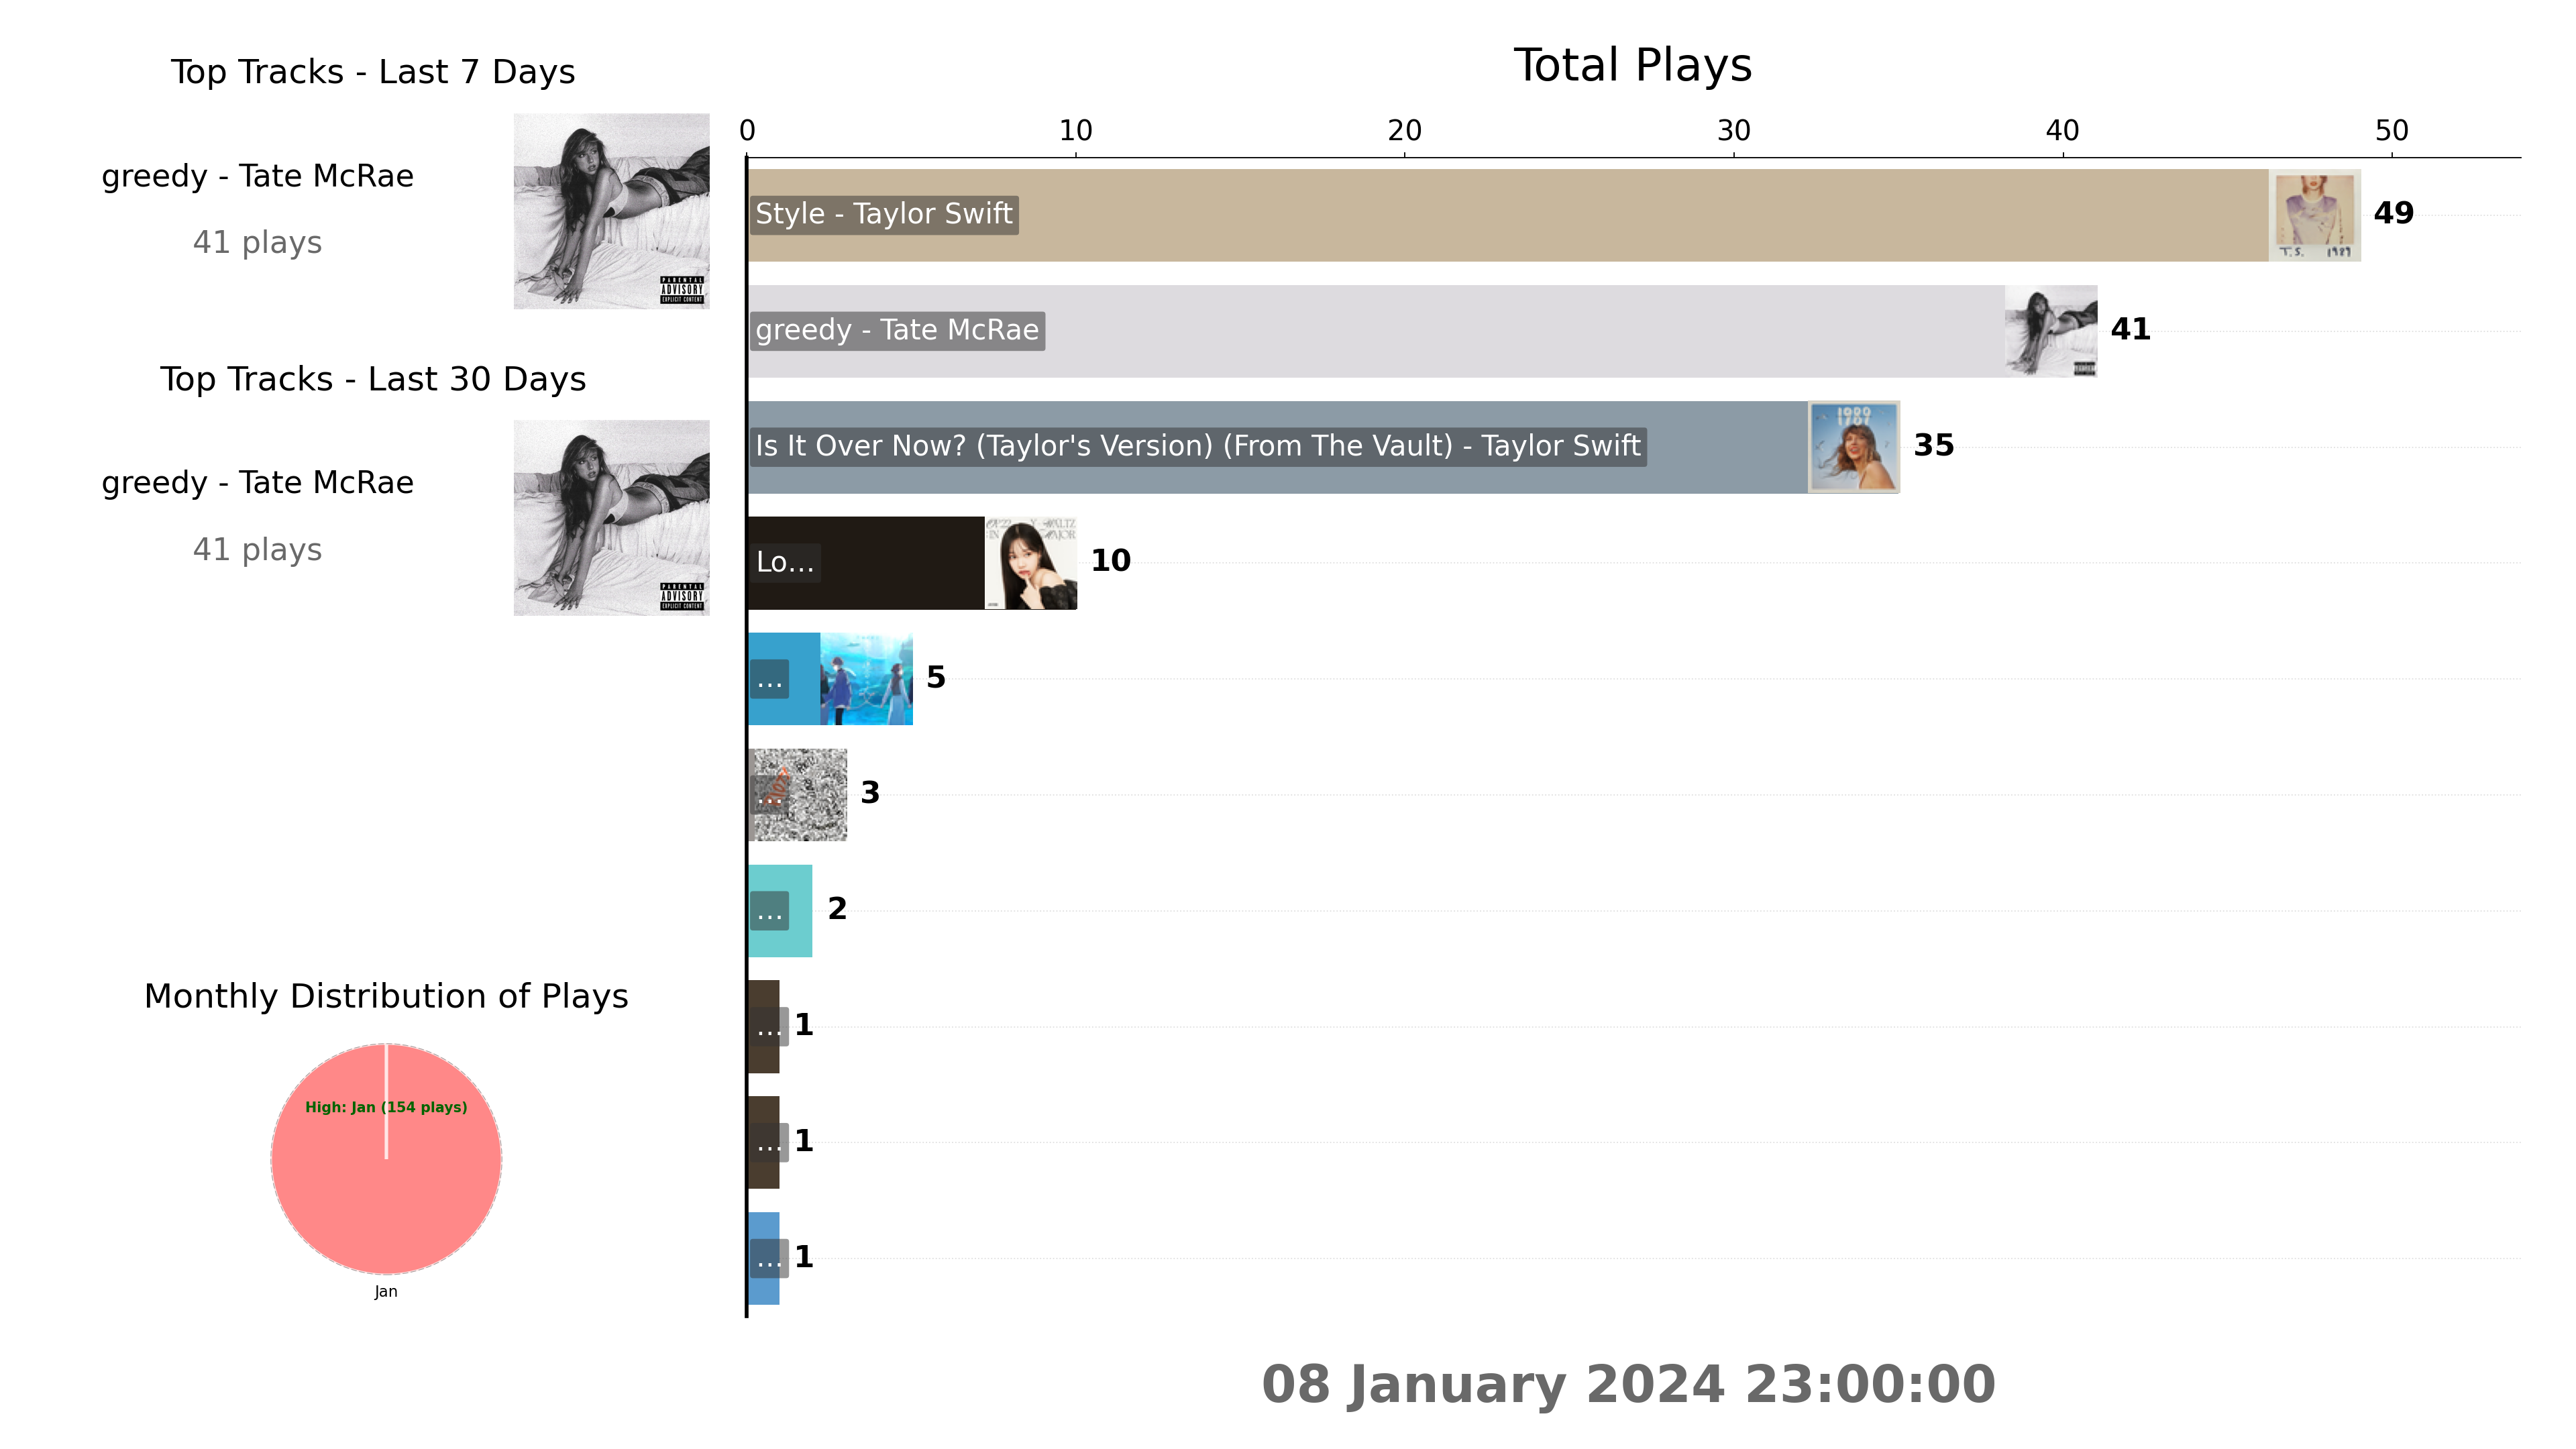 Top Tracks - Last 7 Days
greedy - Tate McRae
41 plays
PARENTAL
ADVISORY
EXPLICIT CONTENT
Top Tracks - Last 30 Days
greedy - Tate McRae
41 plays
PARENTAL
ADVISORY
EXPLICIT CONTENT
Monthly Distribution of Plays
High: Jan (154 plays)
Jan
Total Plays
0 10 20 30 40 50
Style - Taylor Swift
T.S. 1989
49
greedy - Tate McRae
41
Is It Over Now? (Taylor's Version) (From The Vault) - Taylor Swift
35
Lo...
10
...
5
...
3
...
2
...
1
...
1
...
1
08 January 2024 23:00:00